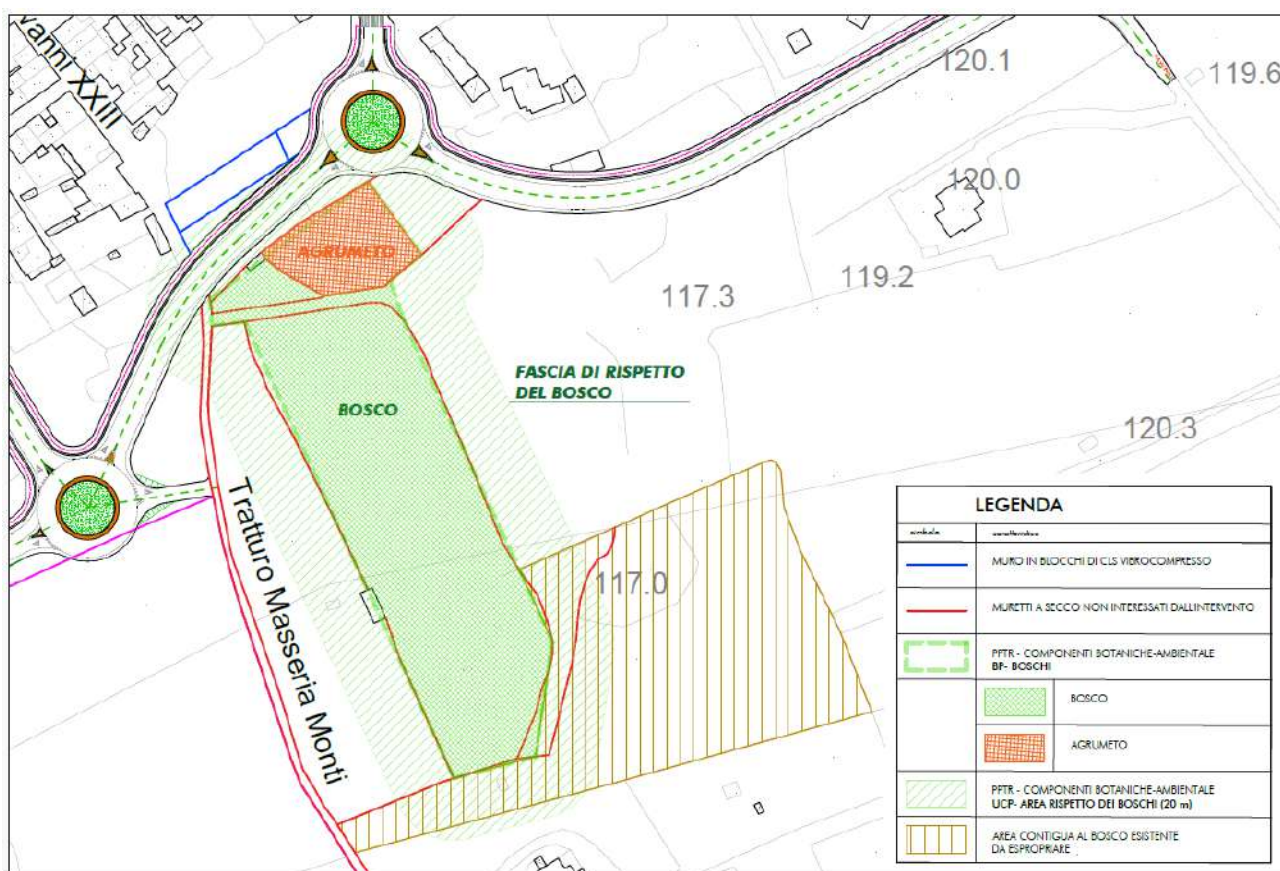 vanni XXIII
120.1
119.6
120.0
AGRUMETO
119.2
117.3
FASCIA DI RISPETTO
DEL BOSCO
BOSCO
120.3
117.0
Tratturo Masseria Monti
LEGENDA
simbolo
MURO IN BLOCCHI DI CLS VIBROCOMPRESSO
MURETTI A SECCO NON INTERESSATI DALL'INTERVENTO
PPTR - COMPONENTI BOTANICHE-AMBIENTALE
BP- BOSCHI
BOSCO
AGRUMETO
PPTR - COMPONENTI BOTANICHE-AMBIENTALE
UCP- AREA RISPETTO DEI BOSCHI (20 m)
AREA CONTIGUA AL BOSCO ESISTENTE
DA ESPROPRIARE